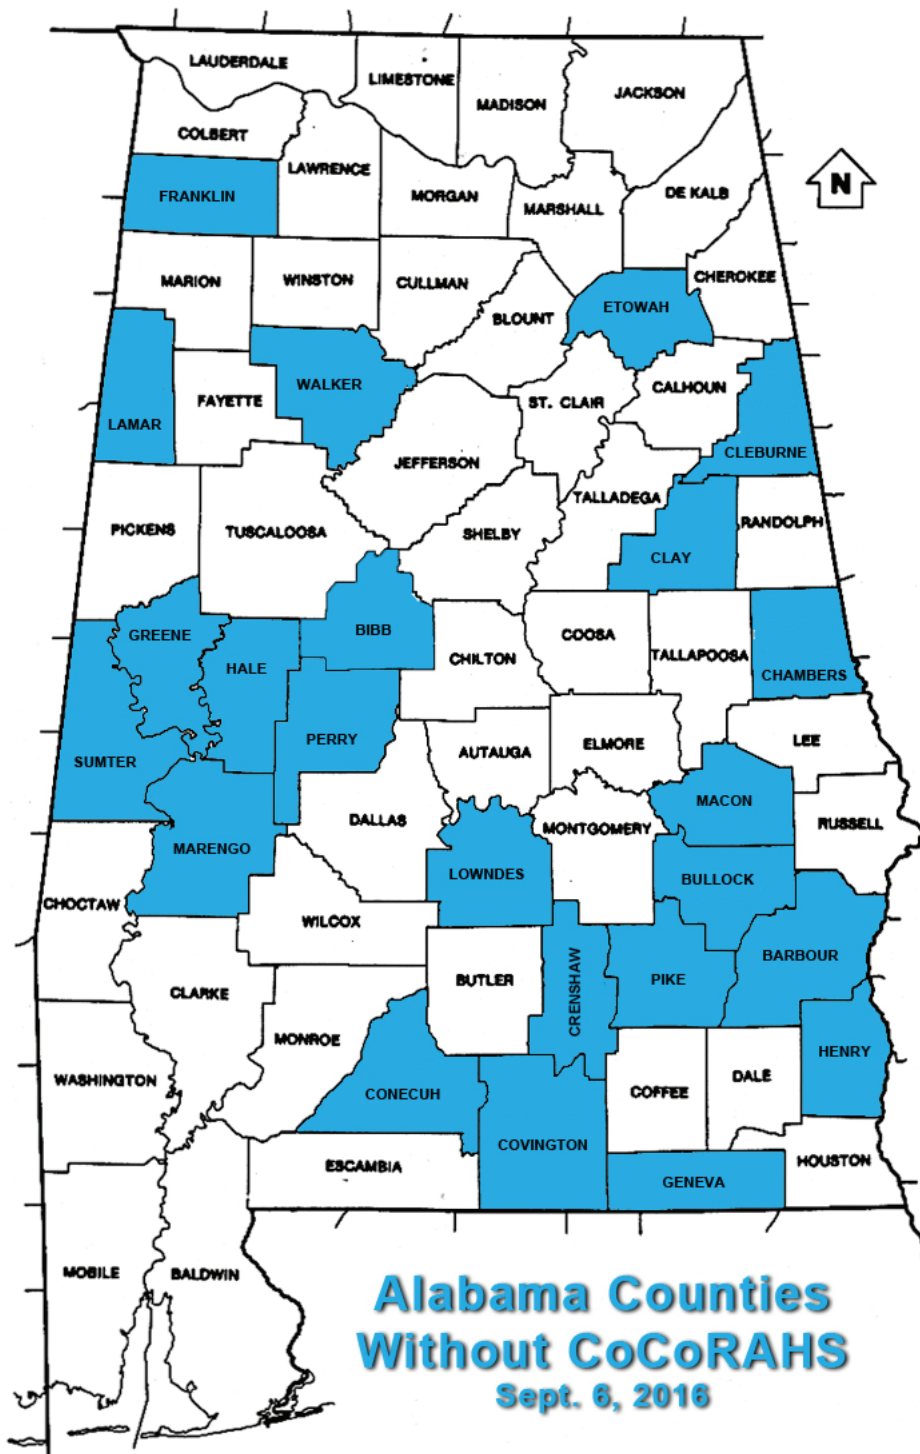 LAUDERDALE
LIMESTONE
MADISON
JACKSON
COLBERT
LAWRENCE
FRANKLIN
MORGAN
MARSHALL
DE KALB
N
MARION
WINSTON
CULLMAN
CHEROKEE
BLOUNT
ETOWAH
WALKER
CALHOUN
FAYETTE
ST. CLAIR
LAMAR
CLEBURNE
JEFFERSON
TALLADEGA
PICKENS
TUSCALOOSA
SHELBY
RANDOLPH
CLAY
GREENE
BIBB
COOSA
HALE
CHILTON
TALLAPOOSA
CHAMBERS
PERRY
AUTAUGA
ELMORE
LEE
SUMTER
MACON
DALLAS
MONTGOMERY
RUSSELL
MARENGO
LOWNDES
BULLOCK
CHOCTAW
WILCOX
BARBOUR
BUTLER
CRENSHAW
PIKE
CLARKE
MONROE
HENRY
WASHINGTON
CONECUH
COFFEE
DALE
COVINGTON
ESCAMBIA
HOUSTON
GENEVA
MOBILE
BALDWIN
Alabama Counties
Without CoCoRAHS
Sept. 6, 2016